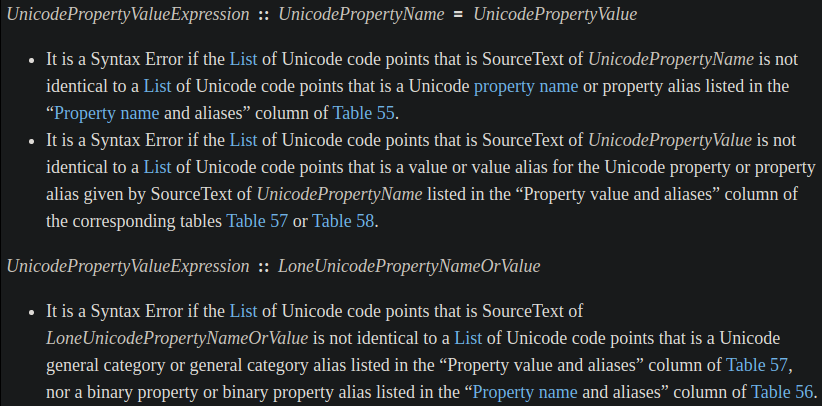 UnicodePropertyValueExpression :: UnicodePropertyName = UnicodePropertyValue
• It is a Syntax Error if the List of Unicode code points that is SourceText of UnicodePropertyName is not
identical to a List of Unicode code points that is a Unicode property name or property alias listed in the
“Property name and aliases” column of Table 55.
• It is a Syntax Error if the List of Unicode code points that is SourceText of UnicodePropertyValue is not
identical to a List of Unicode code points that is a value or value alias for the Unicode property or property
alias given by SourceText of UnicodePropertyName listed in the “Property value and aliases” column of
the corresponding tables Table 57 or Table 58.
UnicodePropertyValueExpression :: LoneUnicodePropertyNameOrValue
• It is a Syntax Error if the List of Unicode code points that is SourceText of
LoneUnicodePropertyNameOrValue is not identical to a List of Unicode code points that is a Unicode
general category or general category alias listed in the “Property value and aliases” column of Table 57,
nor a binary property or binary property alias listed in the “Property name and aliases” column of Table 56.